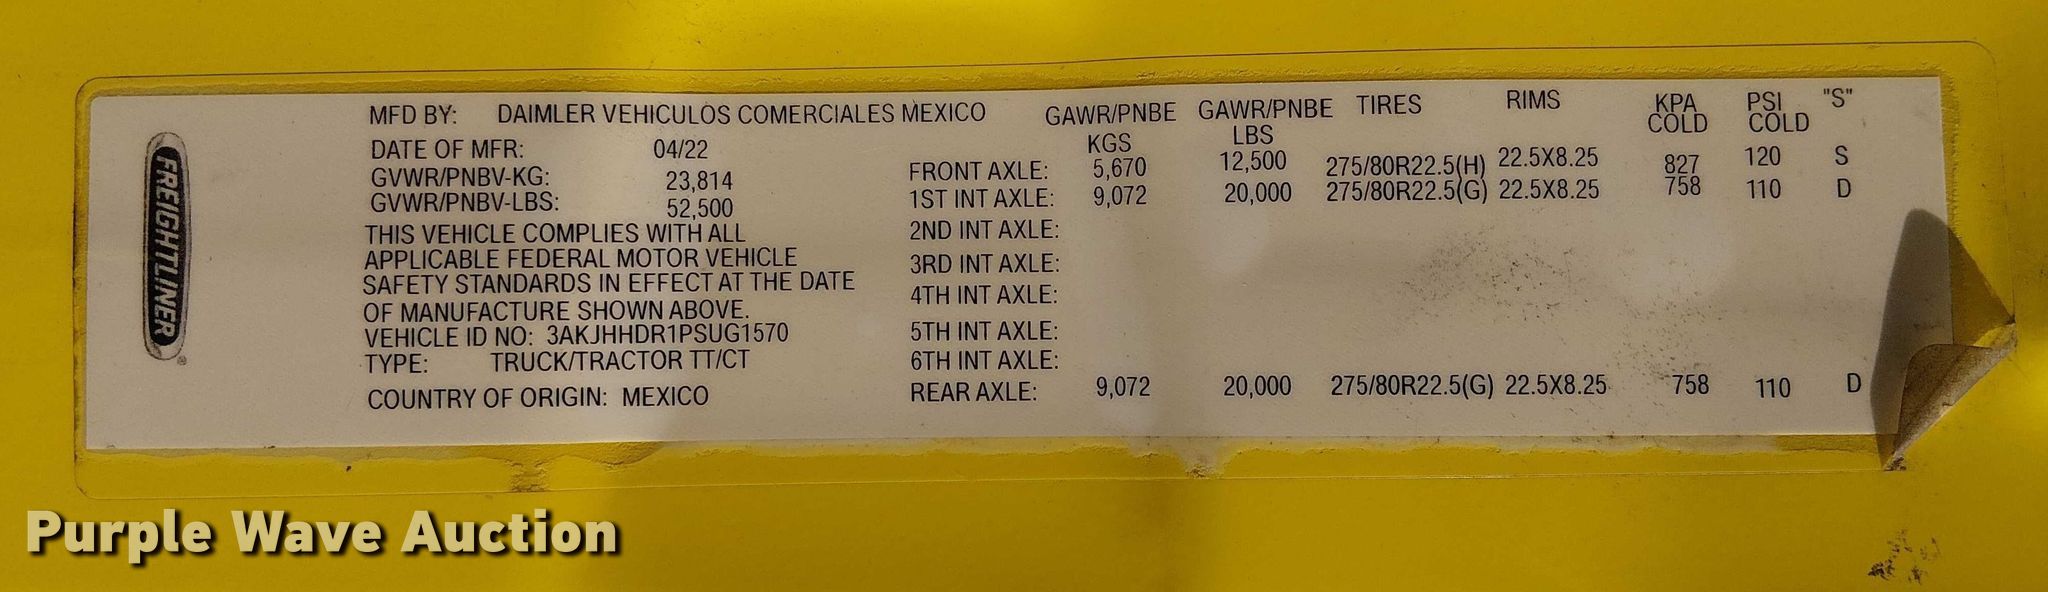 FREIGHTLINER®
MFD BY: DAIMLER VEHICULOS COMERCIALES MEXICO
DATE OF MFR: 04/22
GVWR/PNBV-KG: 23,814
GVWR/PNBV-LBS: 52,500
THIS VEHICLE COMPLIES WITH ALL
APPLICABLE FEDERAL MOTOR VEHICLE
SAFETY STANDARDS IN EFFECT AT THE DATE
OF MANUFACTURE SHOWN ABOVE.
VEHICLE ID NO: 3AKJHHDR1PSUG1570
TYPE: TRUCK/TRACTOR TT/CT
COUNTRY OF ORIGIN: MEXICO
GAWR/PNBE GAWR/PNBE TIRES RIMS KPA PSI "S"
KGS LBS COLD COLD
FRONT AXLE: 5,670 12,500 275/80R22.5(H) 22.5X8.25 827 120 S
1ST INT AXLE: 9,072 20,000 275/80R22.5(G) 22.5X8.25 758 110 D
2ND INT AXLE:
3RD INT AXLE:
4TH INT AXLE:
5TH INT AXLE:
6TH INT AXLE:
REAR AXLE: 9,072 20,000 275/80R22.5(G) 22.5X8.25 758 110 D
Purple Wave Auction